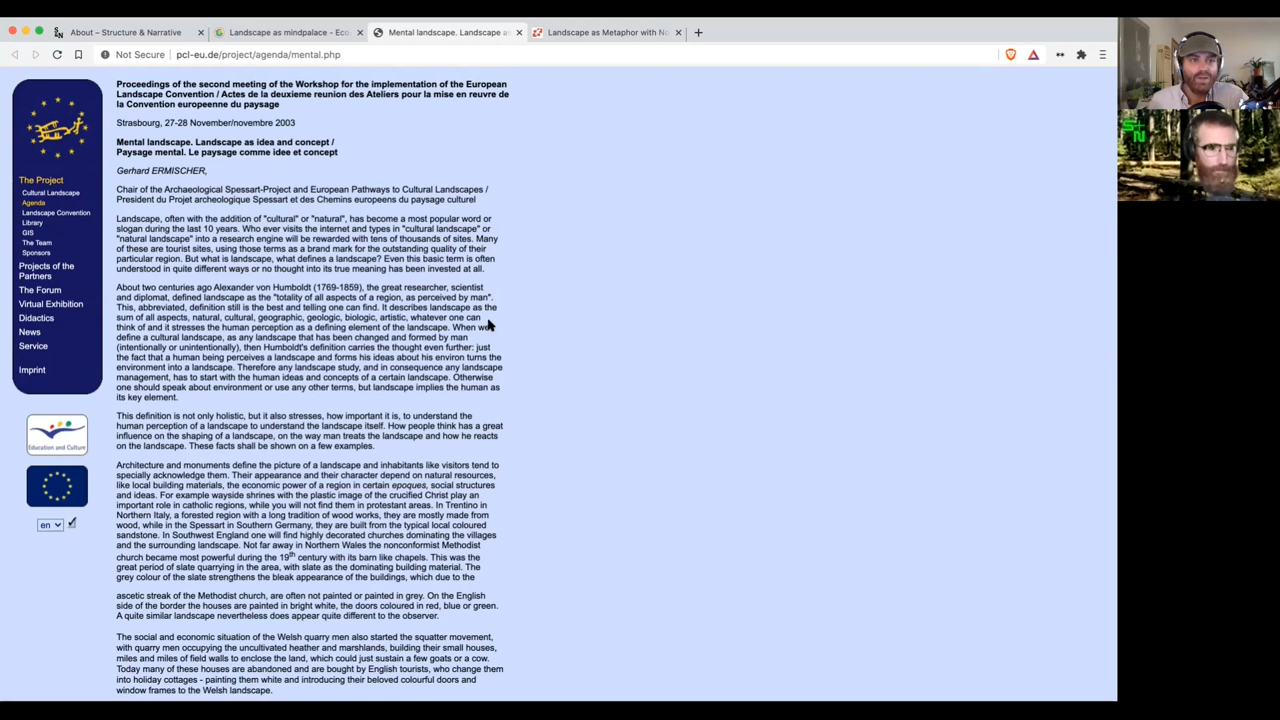 About – Structure & Narrative
Landscape as mindpalace - Eco
Mental landscape. Landscape as
Landscape as Metaphor with No
Not Secure
pcl-eu.de/project/agenda/mental.php
The Project
Cultural Landscape
Agenda
Landscape Convention
Library
GIS
The Team
Sponsors
Projects of the
Partners
The Forum
Virtual Exhibition
Didactics
News
Service
Imprint
Education and Culture
en
Proceedings of the second meeting of the Workshop for the implementation of the European
Landscape Convention / Actes de la deuxieme reunion des Ateliers pour la mise en reuvre de
la Convention europeenne du paysage
Strasbourg, 27-28 November/novembre 2003
Mental landscape. Landscape as idea and concept /
Paysage mental. Le paysage comme idee et concept
Gerhard ERMISCHER,
Chair of the Archaeological Spessart-Project and European Pathways to Cultural Landscapes /
President du Projet archeologique Spessart et des Chemins europeens du paysage culturel
Landscape, often with the addition of "cultural" or "natural", has become a most popular word or
slogan during the last 10 years. Who ever visits the internet and types in "cultural landscape" or
"natural landscape" into a research engine will be rewarded with tens of thousands of sites. Many
of these are tourist sites, using those terms as a brand mark for the outstanding quality of their
particular region. But what is landscape, what defines a landscape? Even this basic term is often
understood in quite different ways or no thought into its true meaning has been invested at all.
About two centuries ago Alexander von Humboldt (1769-1859), the great researcher, scientist
and diplomat, defined landscape as the "totality of all aspects of a region, as perceived by man".
This, abbreviated, definition still is the best and telling one can find. It describes landscape as the
sum of all aspects, natural, cultural, geographic, geologic, biologic, artistic, whatever one can
think of and it stresses the human perception as a defining element of the landscape. When we
define a cultural landscape, as any landscape that has been changed and formed by man
(intentionally or unintentionally), then Humboldt's definition carries the thought even further: just
the fact that a human being perceives a landscape and forms his ideas about his environ turns the
environment into a landscape. Therefore any landscape study, and in consequence any landscape
management, has to start with the human ideas and concepts of a certain landscape. Otherwise
one should speak about environment or use any other terms, but landscape implies the human as
its key element.
This definition is not only holistic, but it also stresses, how important it is, to understand the
human perception of a landscape to understand the landscape itself. How people think has a great
influence on the shaping of a landscape, on the way man treats the landscape and how he reacts
on the landscape. These facts shall be shown on a few examples.
Architecture and monuments define the picture of a landscape and inhabitants like visitors tend to
specially acknowledge them. Their appearance and their character depend on natural resources,
like local building materials, the economic power of a region in certain epoques, social structures
and ideas. For example wayside shrines with the plastic image of the crucified Christ play an
important role in catholic regions, while you will not find them in protestant areas. In Trentino in
Northern Italy, a forested region with a long tradition of wood works, they are mostly made from
wood, while in the Spessart in Southern Germany, they are built from the typical local coloured
sandstone. In Southwest England one will find highly decorated churches dominating the villages
and the surrounding landscape. Not far away in Northern Wales the nonconformist Methodist
church became most powerful during the 19th century with its barn like chapels. This was the
great period of slate quarrying in the area, with slate as the dominating building material. The
grey colour of the slate strengthens the bleak appearance of the buildings, which due to the
ascetic streak of the Methodist church, are often not painted or painted in grey. On the English
side of the border the houses are painted in bright white, the doors coloured in red, blue or green.
A quite similar landscape nevertheless does appear quite different to the observer.
The social and economic situation of the Welsh quarry men also started the squatter movement,
with quarry men occupying the uncultivated heather and marshlands, building their small houses,
miles and miles of field walls to enclose the land, which could just sustain a few goats or a cow.
Today many of these houses are abandoned and are bought by English tourists, who change them
into holiday cottages - painting them white and introducing their beloved colourful doors and
window frames to the Welsh landscape.